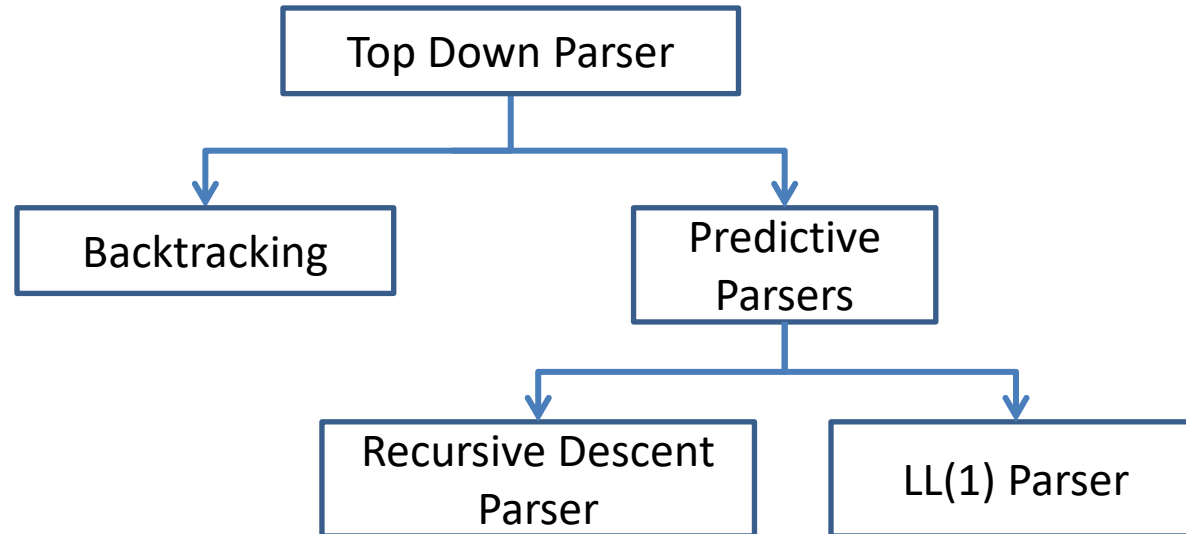 Top Down Parser
Backtracking
Predictive
Parsers
Recursive Descent
Parser
LL(1) Parser